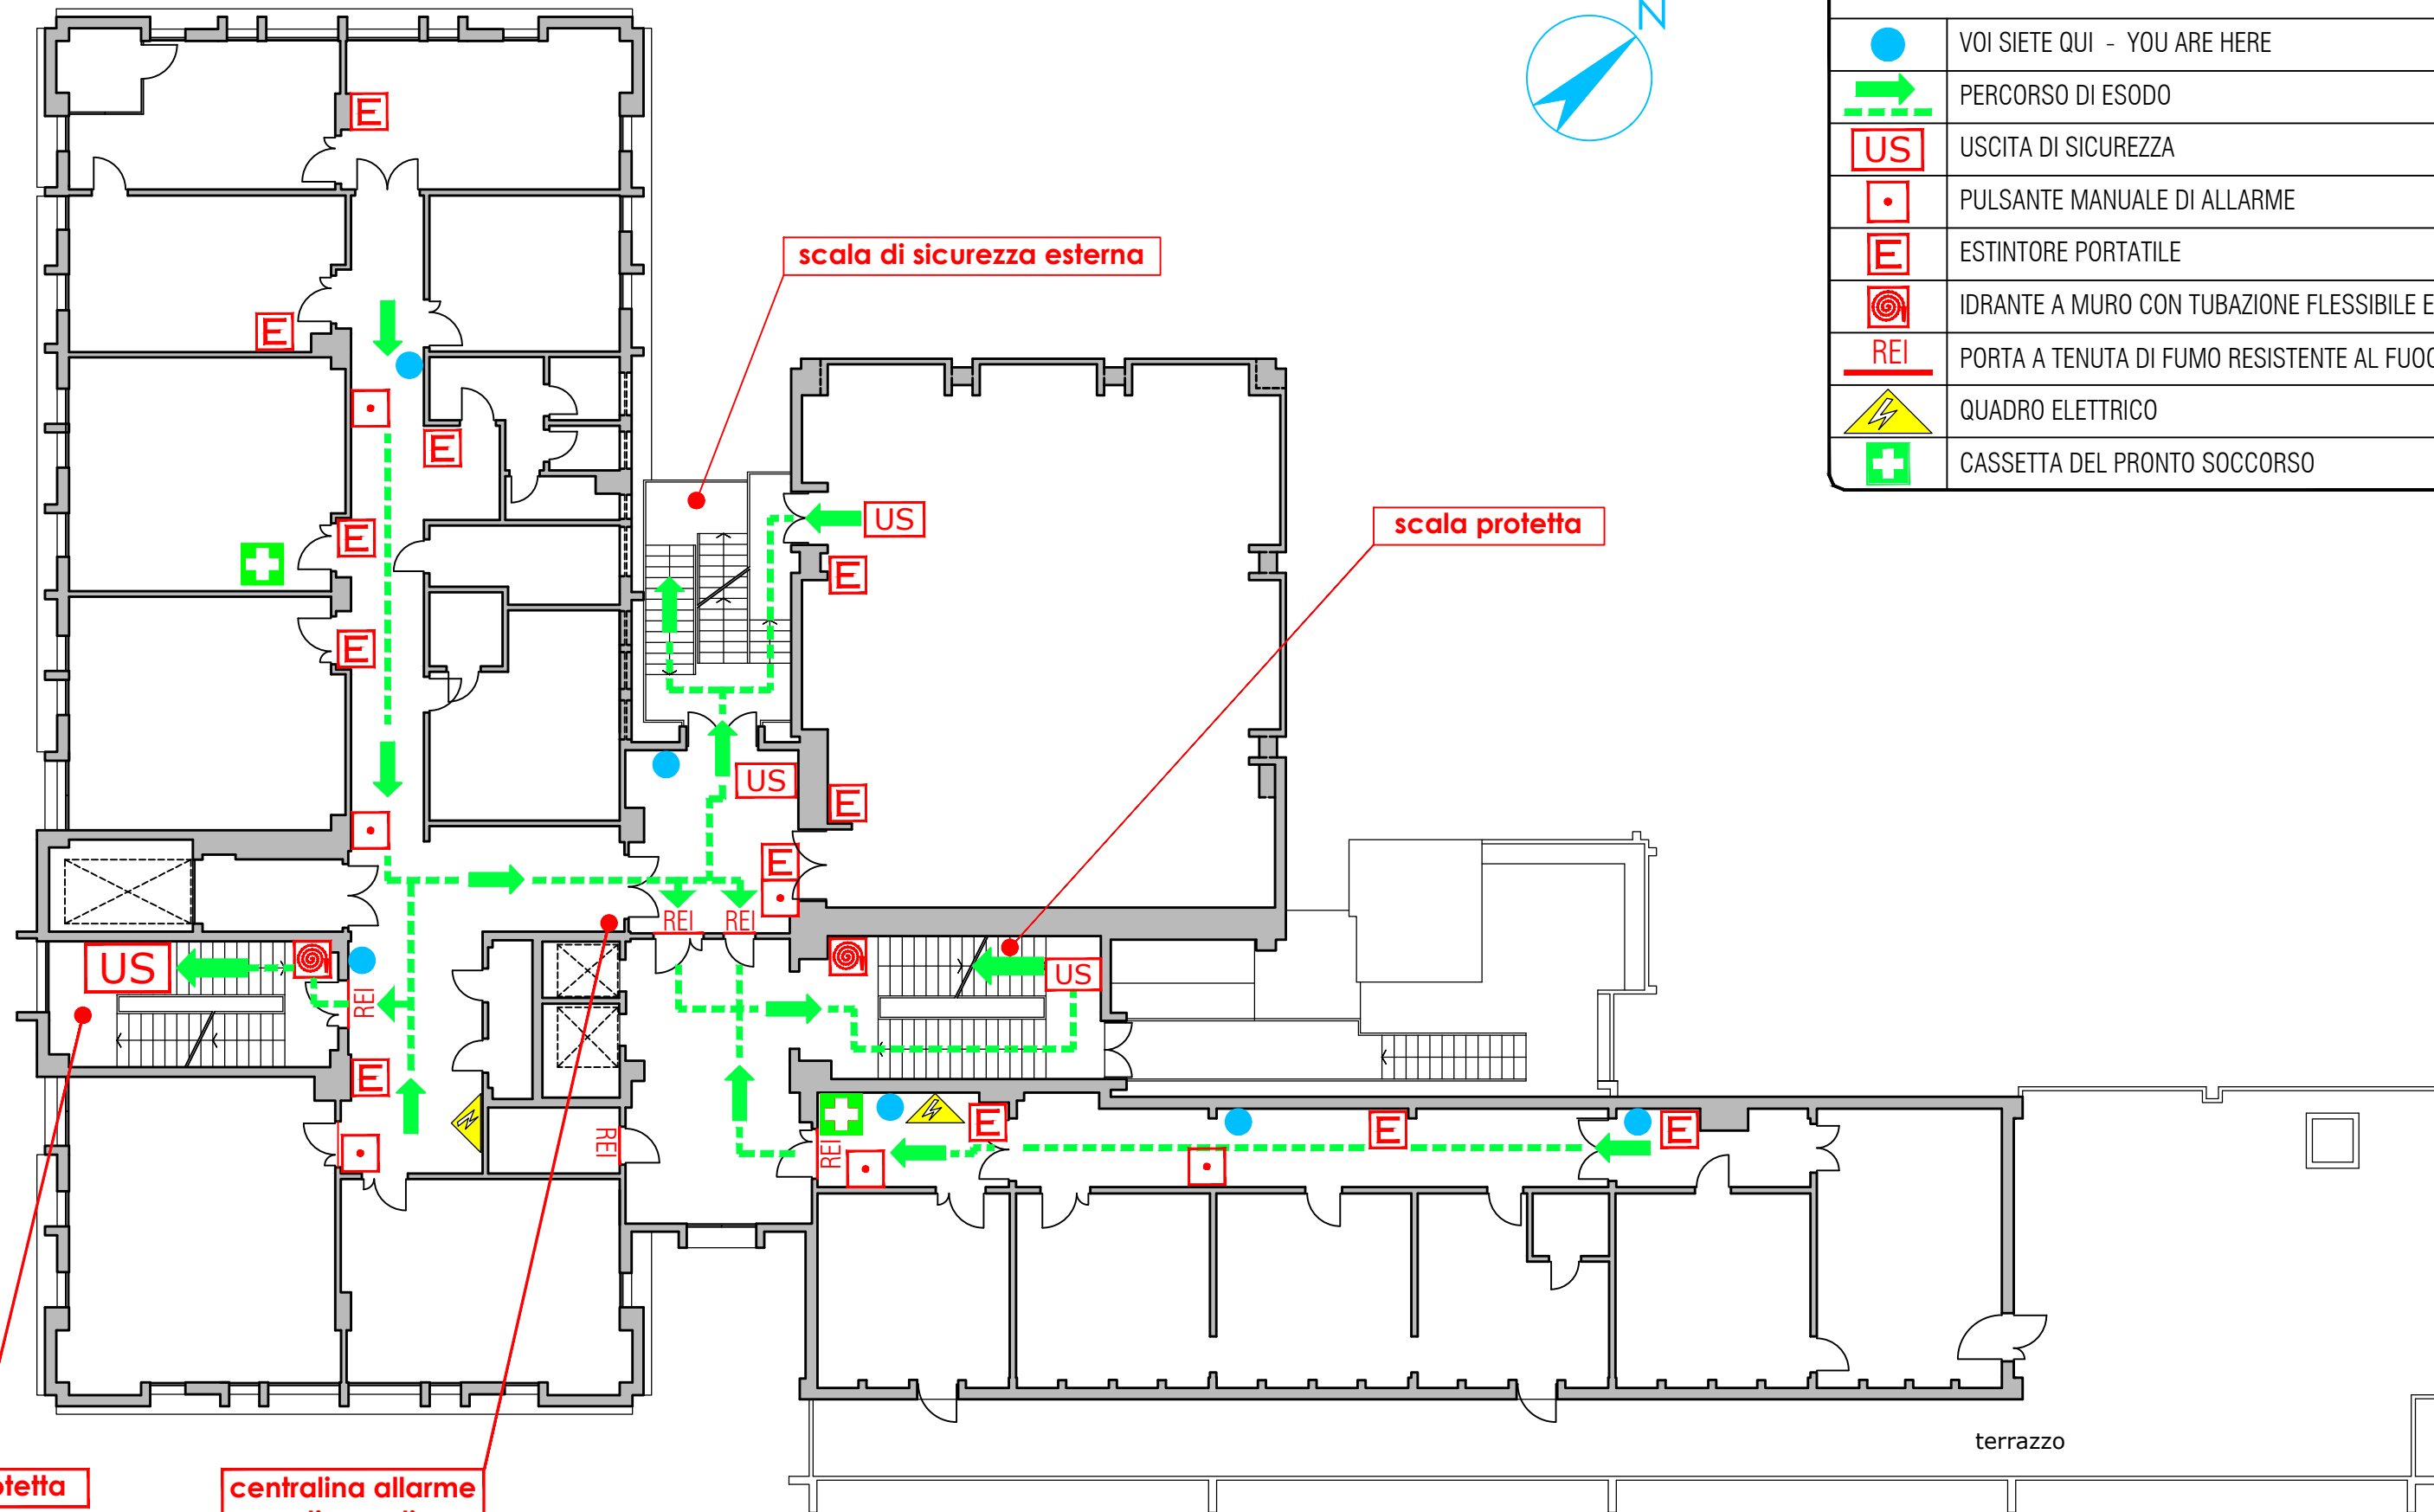 N
VOI SIETE QUI - YOU ARE HERE
PERCORSO DI ESODO
US
USCITA DI SICUREZZA
PULSANTE MANUALE DI ALLARME
E
ESTINTORE PORTATILE
IDRANTE A MURO CON TUBAZIONE FLESSIBILE E
REI
PORTA A TENUTA DI FUMO RESISTENTE AL FUOC
QUADRO ELETTRICO
CASSETTA DEL PRONTO SOCCORSO
E
scala di sicurezza esterna
E
E
US
scala protetta
E
E
E
US
E
E
REI
REI
US
US
REI
E
E
E
E
REI
REI
terrazzo
otetta
centralina allarme